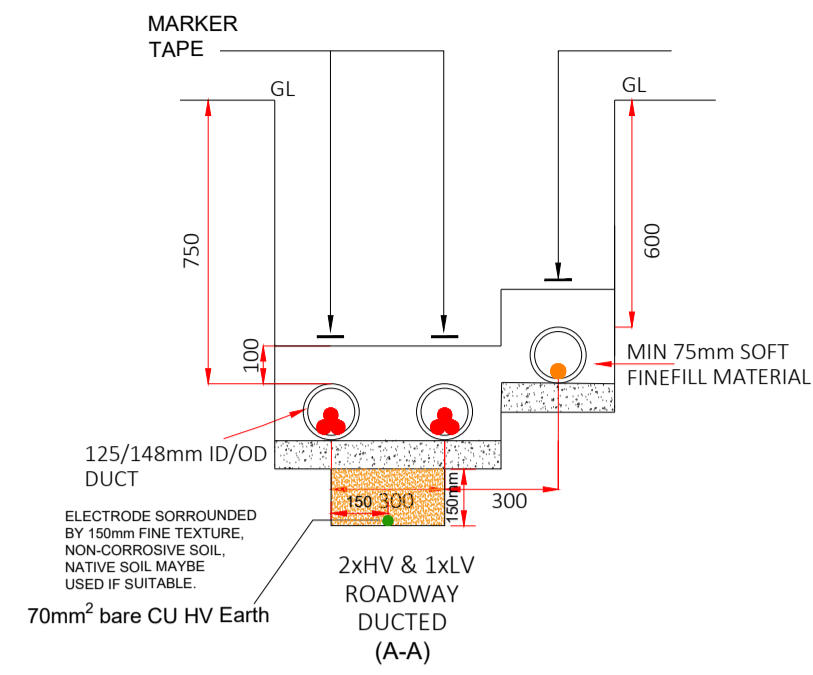 MARKER
TAPE
GL
GL
750
600
100
MIN 75mm SOFT
FINEFILL MATERIAL
125/148mm ID/OD
DUCT
150
300
150mm
300
ELECTRODE SORROUNDED
BY 150mm FINE TEXTURE,
NON-CORROSIVE SOIL,
NATIVE SOIL MAYBE
USED IF SUITABLE.
70mm² bare CU HV Earth
2xHV & 1xLV
ROADWAY
DUCTED
(A-A)